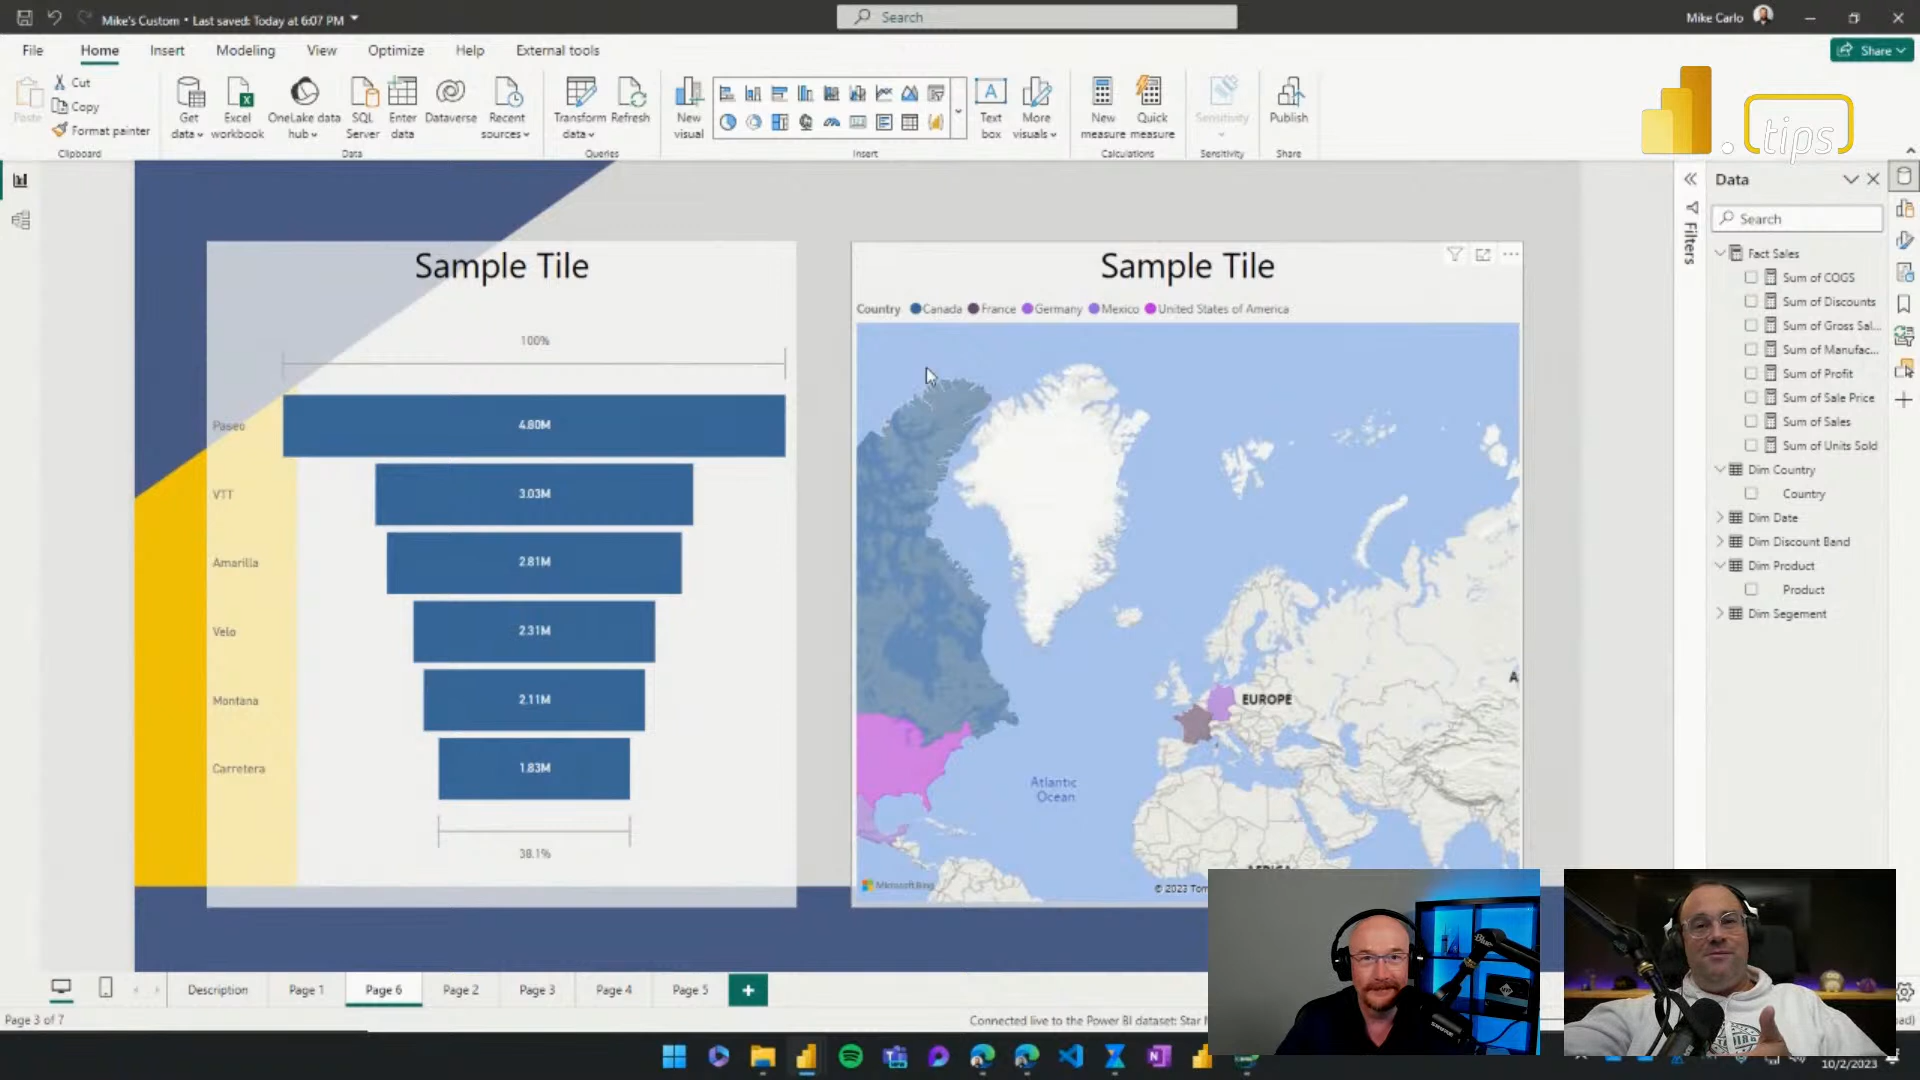 Mike's Custom • Last saved: Today at 6:07 PM
Search
Mike Carlo
File
Home
Insert
Modeling
View
Optimize
Help
External tools
Share
Paste
Cut
Copy
Format painter
Clipboard
Get data
Excel workbook
OneLake data hub
SQL Server
Enter data
Dataverse
Recent sources
Data
Transform data
Refresh
Queries
New visual
Text box
More visuals
Insert
New measure
Quick measure
Calculations
Sensitivity
Sensitivity
Publish
Share
.tips
Sample Tile
100%
Paseo
4.80M
VTT
3.03M
Amarilla
2.81M
Velo
2.31M
Montana
2.11M
Carretera
1.83M
38.1%
Sample Tile
Country Canada France Germany Mexico United States of America
EUROPE
Atlantic
Ocean
Microsoft Bing
© 2023 Tom
Filters
Data
Search
Fact Sales
Sum of COGS
Sum of Discounts
Sum of Gross Sal...
Sum of Manufac...
Sum of Profit
Sum of Sale Price
Sum of Sales
Sum of Units Sold
Dim Country
Country
Dim Date
Dim Discount Band
Dim Product
Product
Dim Segement
Description
Page 1
Page 6
Page 2
Page 3
Page 4
Page 5
Page 3 of 7
Connected live to the Power BI dataset: Star
10/2/2023